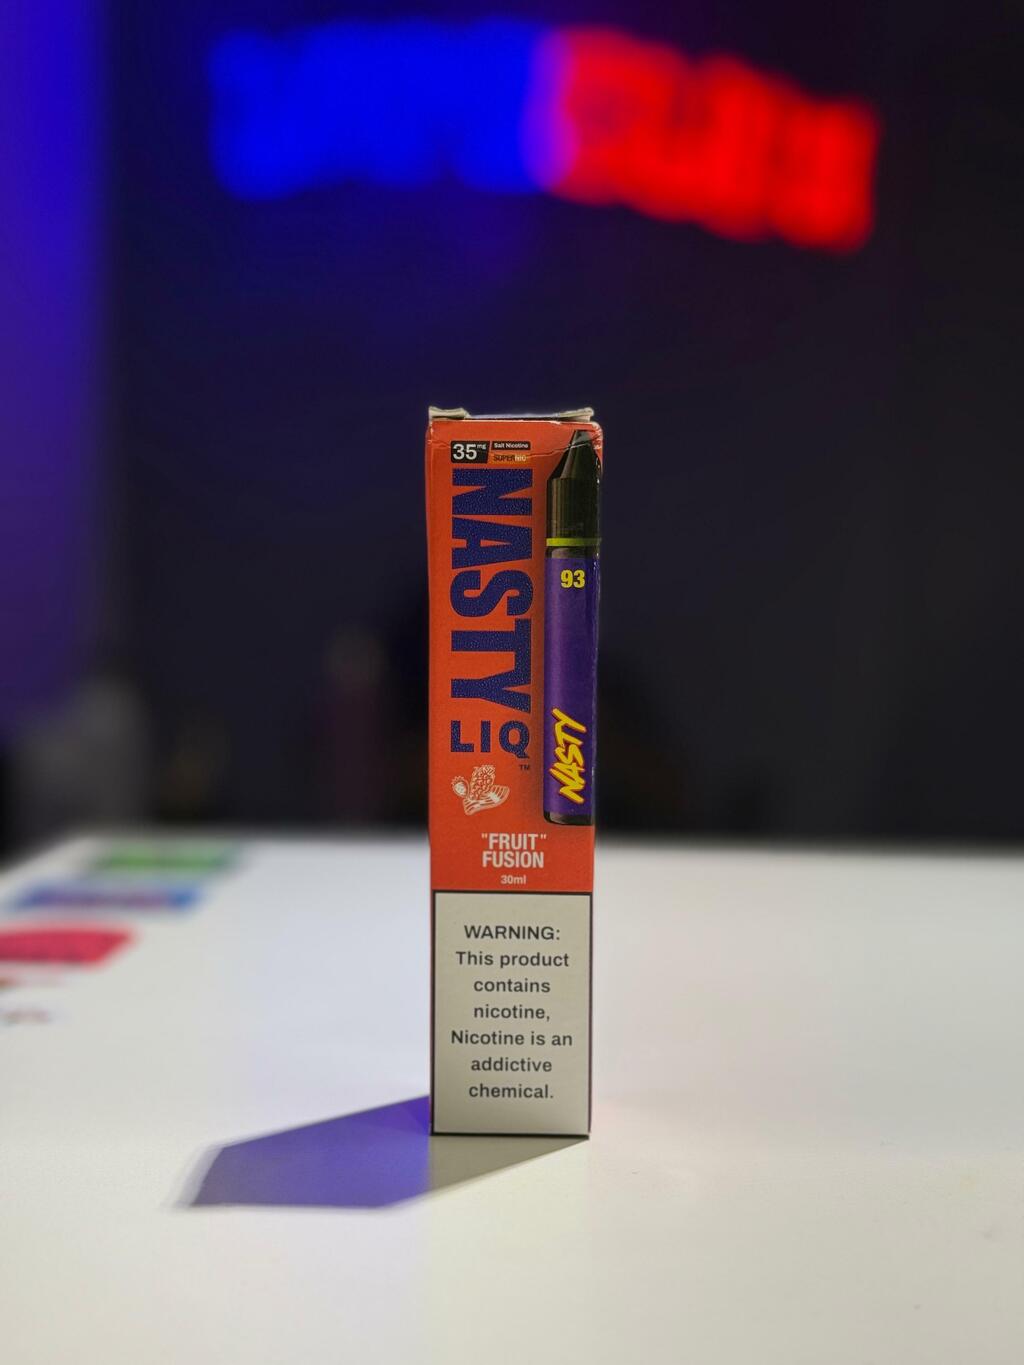 35mg
Salt Nicotine
SUPERNIC
NASTY
LIQ
TM
93
NASTY
"FRUIT"
FUSION
30ml
WARNING:
This product
contains
nicotine,
Nicotine is an
addictive
chemical.